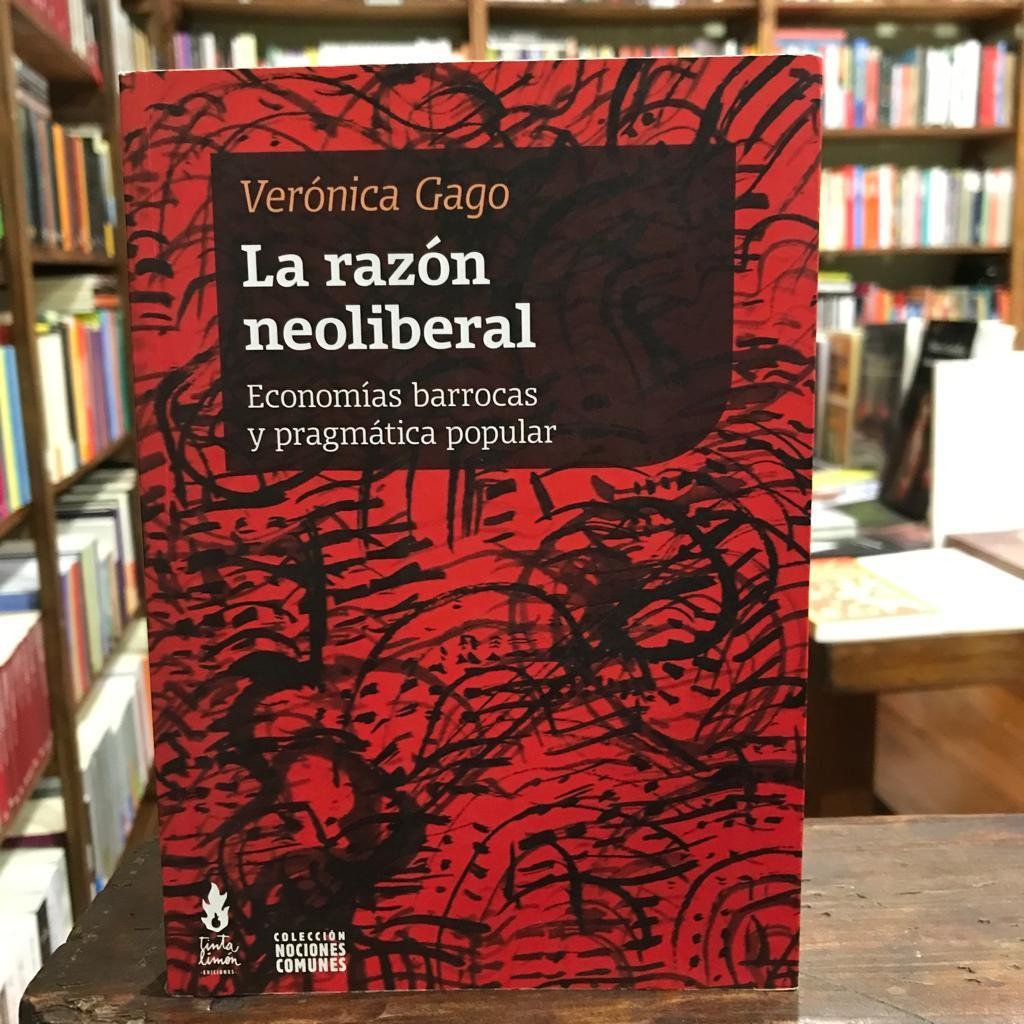 Verónica Gago
La razón
neoliberal
Economías barrocas
y pragmática popular
tinta
limón
-EDICIONES-
COLECCIÓN
NOCIONES
COMUNES